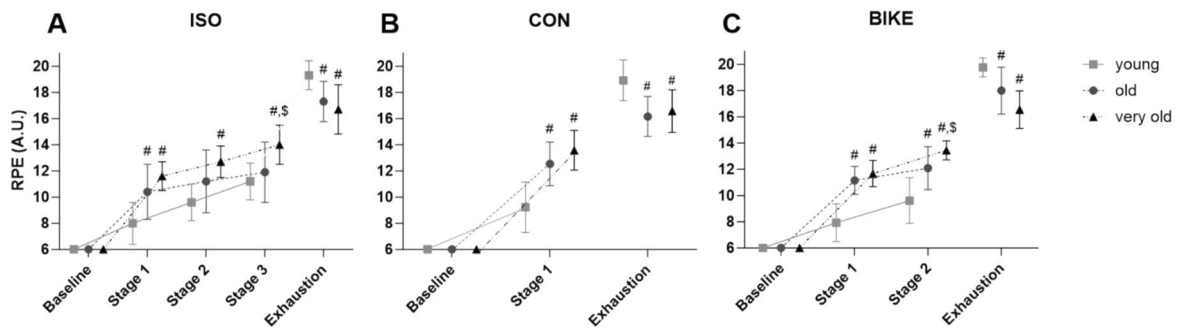 A
ISO
RPE (A.U.)
20
18
16
14
12
10
8
6
# #
#
#,$
# #
Baseline
Stage 1
Stage 2
Stage 3
Exhaustion
B
CON
20
18
16
14
12
10
8
6
# #
# #
Baseline
Stage 1
Exhaustion
C
BIKE
20
18
16
14
12
10
8
6
# #
# #,$
# #
Baseline
Stage 1
Stage 2
Exhaustion
young
old
very old